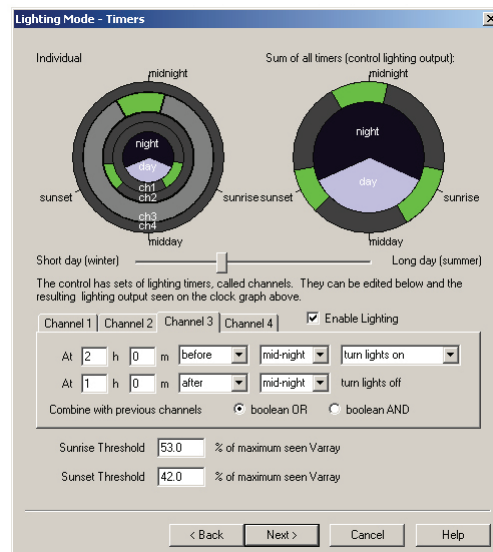 Lighting Mode - Timers
Individual
Sum of all timers (control lighting output):
midnight
midnight
night
day
ch1
ch2
ch3
ch4
sunset
sunrise
midday
night
day
sunset
sunrise
midday
Short day (winter)
Long day (summer)
The control has sets of lighting timers, called channels. They can be edited below and the
resulting lighting output seen on the clock graph above.
Channel 1 Channel 2 Channel 3 Channel 4 Enable Lighting
At 2 h 0 m before mid-night turn lights on
At 1 h 0 m after mid-night turn lights off
Combine with previous channels boolean OR boolean AND
Sunrise Threshold 53.0 % of maximum seen Varray
Sunset Threshold 42.0 % of maximum seen Varray
< Back Next > Cancel Help